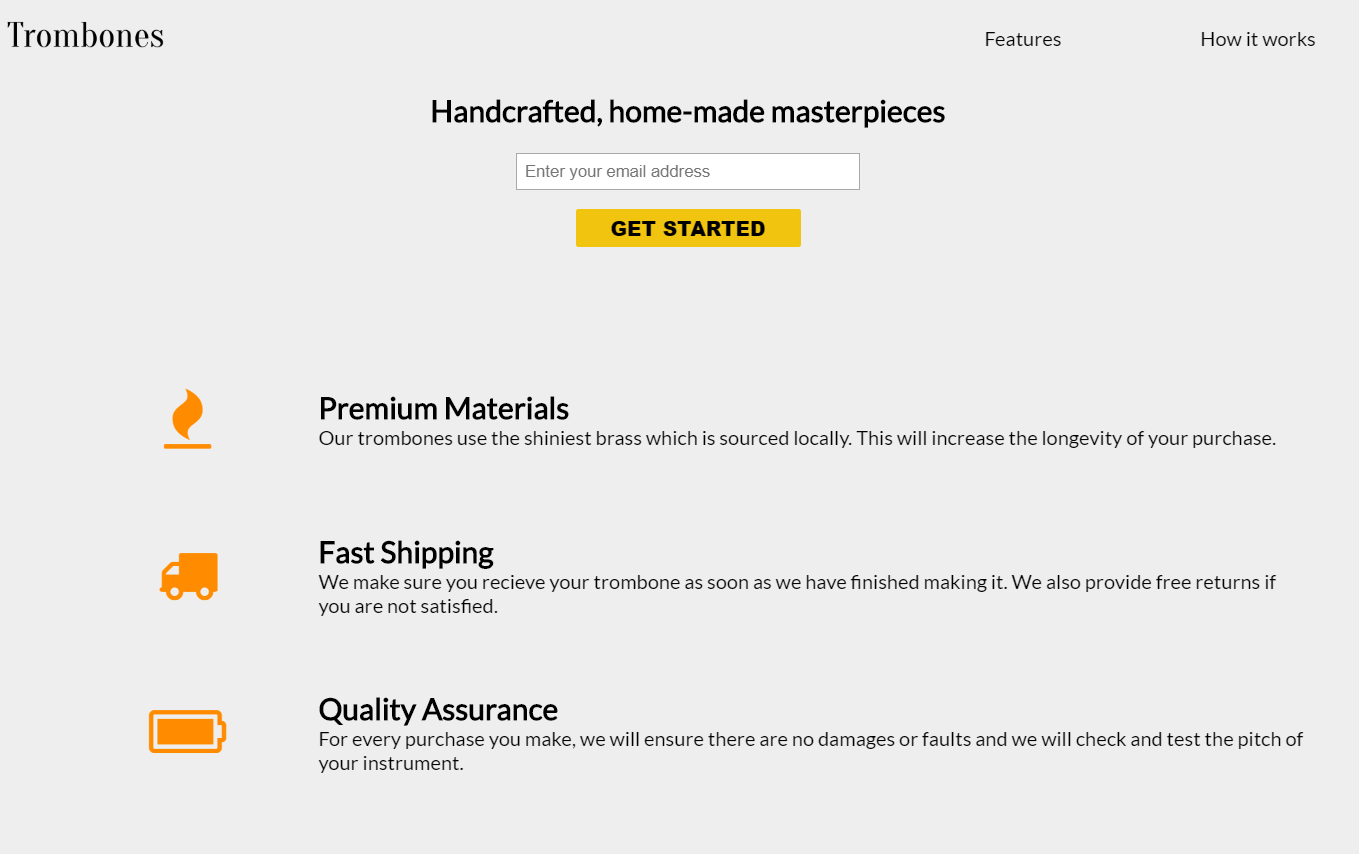 Trombones
Features
How it works
Handcrafted, home-made masterpieces
Enter your email address
GET STARTED
Premium Materials
Our trombones use the shiniest brass which is sourced locally. This will increase the longevity of your purchase.
Fast Shipping
We make sure you recieve your trombone as soon as we have finished making it. We also provide free returns if
you are not satisfied.
Quality Assurance
For every purchase you make, we will ensure there are no damages or faults and we will check and test the pitch of
your instrument.